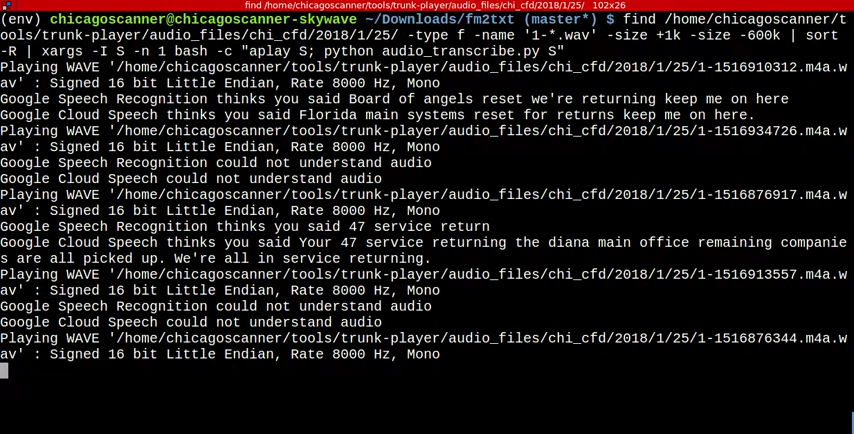 find /home/chicagoscanner/tools/trunk-player/audio_files/chi_cfd/2018/1/25/ 102x26
(env) chicagoscanner@chicagoscanner-skywave ~/Downloads/fm2txt (master*) $ find /home/chicagoscanner/t
ools/trunk-player/audio_files/chi_cfd/2018/1/25/ -type f -name '1-*.wav' -size +1k -size -600k | sort
-R | xargs -I S -n 1 bash -c "aplay S; python audio_transcribe.py S"
Playing WAVE '/home/chicagoscanner/tools/trunk-player/audio_files/chi_cfd/2018/1/25/1-1516910312.m4a.w
av' : Signed 16 bit Little Endian, Rate 8000 Hz, Mono
Google Speech Recognition thinks you said Board of angels reset we're returning keep me on here
Google Cloud Speech thinks you said Florida main systems reset for returns keep me on here.
Playing WAVE '/home/chicagoscanner/tools/trunk-player/audio_files/chi_cfd/2018/1/25/1-1516934726.m4a.w
av' : Signed 16 bit Little Endian, Rate 8000 Hz, Mono
Google Speech Recognition could not understand audio
Google Cloud Speech could not understand audio
Playing WAVE '/home/chicagoscanner/tools/trunk-player/audio_files/chi_cfd/2018/1/25/1-1516876917.m4a.w
av' : Signed 16 bit Little Endian, Rate 8000 Hz, Mono
Google Speech Recognition thinks you said 47 service return
Google Cloud Speech thinks you said Your 47 service returning the diana main office remaining companie
s are all picked up. We're all in service returning.
Playing WAVE '/home/chicagoscanner/tools/trunk-player/audio_files/chi_cfd/2018/1/25/1-1516913557.m4a.w
av' : Signed 16 bit Little Endian, Rate 8000 Hz, Mono
Google Speech Recognition could not understand audio
Google Cloud Speech could not understand audio
Playing WAVE '/home/chicagoscanner/tools/trunk-player/audio_files/chi_cfd/2018/1/25/1-1516876344.m4a.w
av' : Signed 16 bit Little Endian, Rate 8000 Hz, Mono